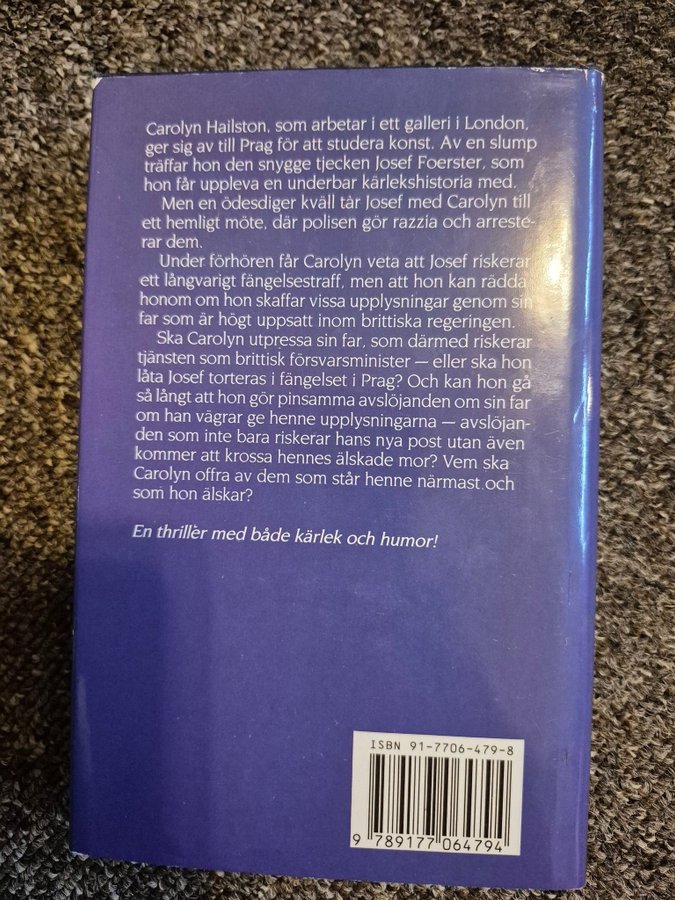 Carolyn Hailston, som arbetar i ett galleri i London,
ger sig av till Prag för att studera konst. Av en slump
träffar hon den snygge tjecken Josef Foerster, som
hon får uppleva en underbar kärlekshistoria med.
Men en ödesdiger kväll tar Josef med Carolyn till
ett hemligt möte, där polisen gör razzia och arreste-
rar dem.
Under förhören får Carolyn veta att Josef riskerar
ett långvarigt fängelsestraff, men att hon kan rädda
honom om hon skaffar vissa upplysningar genom sin
far som är högt uppsatt inom brittiska regeringen.
Ska Carolyn utpressa sin far, som därmed riskerar
tjänsten som brittisk försvarsminister — eller ska hon
låta Josef torteras i fängelset i Prag? Och kan hon gå
så långt att hon gör pinsamma avslöjanden om sin far
om han vägrar ge henne upplysningarna — avslöjan-
den som inte bara riskerar hans nya post utan även
kommer att krossa hennes älskade mor? Vem ska
Carolyn offra av dem som står henne närmast och
som hon älskar?
En thriller med både kärlek och humor!
ISBN 91-7706-479-8
9 789177 064794